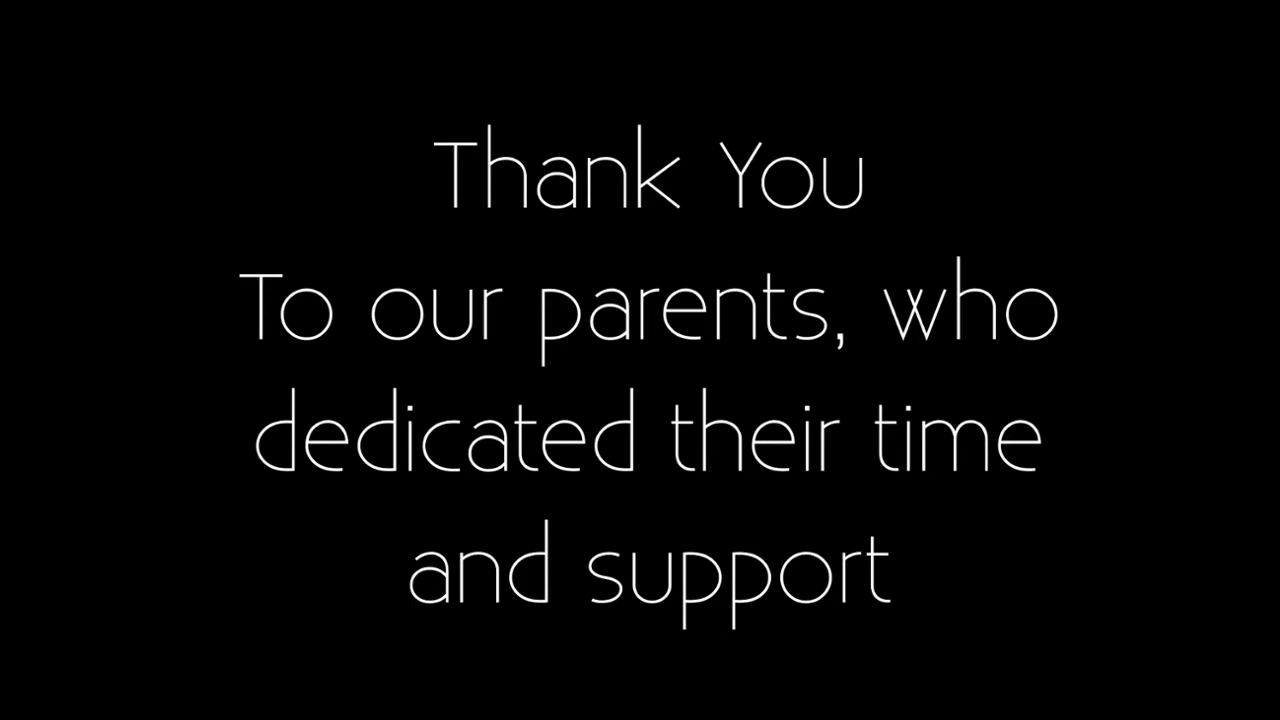 Thank You
To our parents, who
dedicated their time
and support